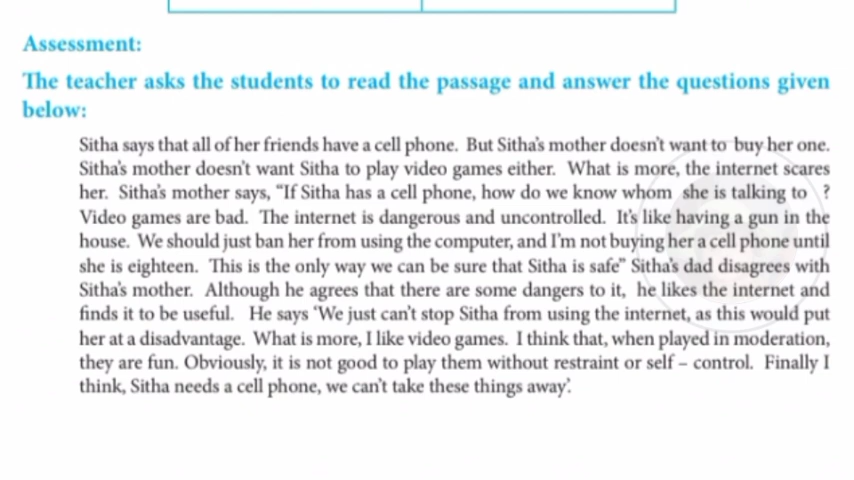 Assessment:
The teacher asks the students to read the passage and answer the questions given
below:
Sitha says that all of her friends have a cell phone. But Sitha's mother doesn't want to buy her one.
Sitha's mother doesn't want Sitha to play video games either. What is more, the internet scares
her. Sitha's mother says, "If Sitha has a cell phone, how do we know whom she is talking to ?
Video games are bad. The internet is dangerous and uncontrolled. It's like having a gun in the
house. We should just ban her from using the computer, and I'm not buying her a cell phone until
she is eighteen. This is the only way we can be sure that Sitha is safe" Sitha's dad disagrees with
Sitha's mother. Although he agrees that there are some dangers to it, he likes the internet and
finds it to be useful. He says 'We just can't stop Sitha from using the internet, as this would put
her at a disadvantage. What is more, I like video games. I think that, when played in moderation,
they are fun. Obviously, it is not good to play them without restraint or self – control. Finally I
think, Sitha needs a cell phone, we can't take these things away'.